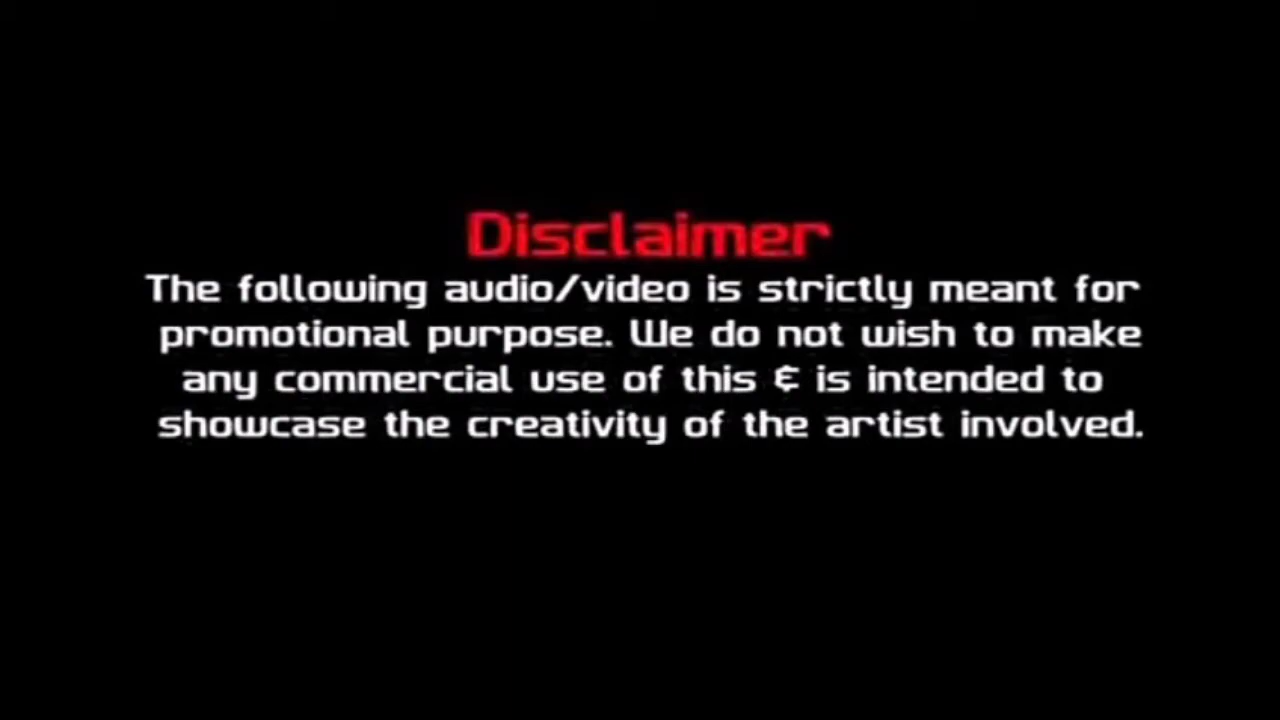 Disclaimer
The following audio/video is strictly meant for
promotional purpose. We do not wish to make
any commercial use of this & is intended to
showcase the creativity of the artist involved.